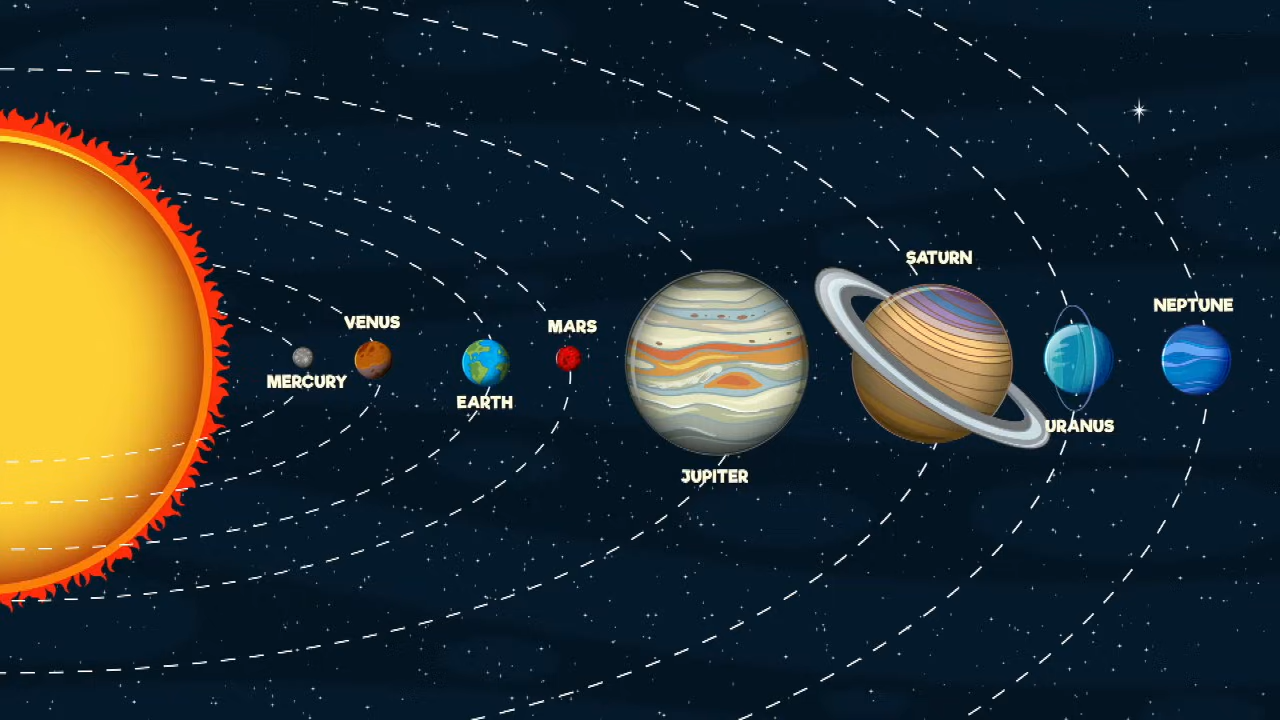 MERCURY
VENUS
EARTH
MARS
JUPITER
SATURN
URANUS
NEPTUNE